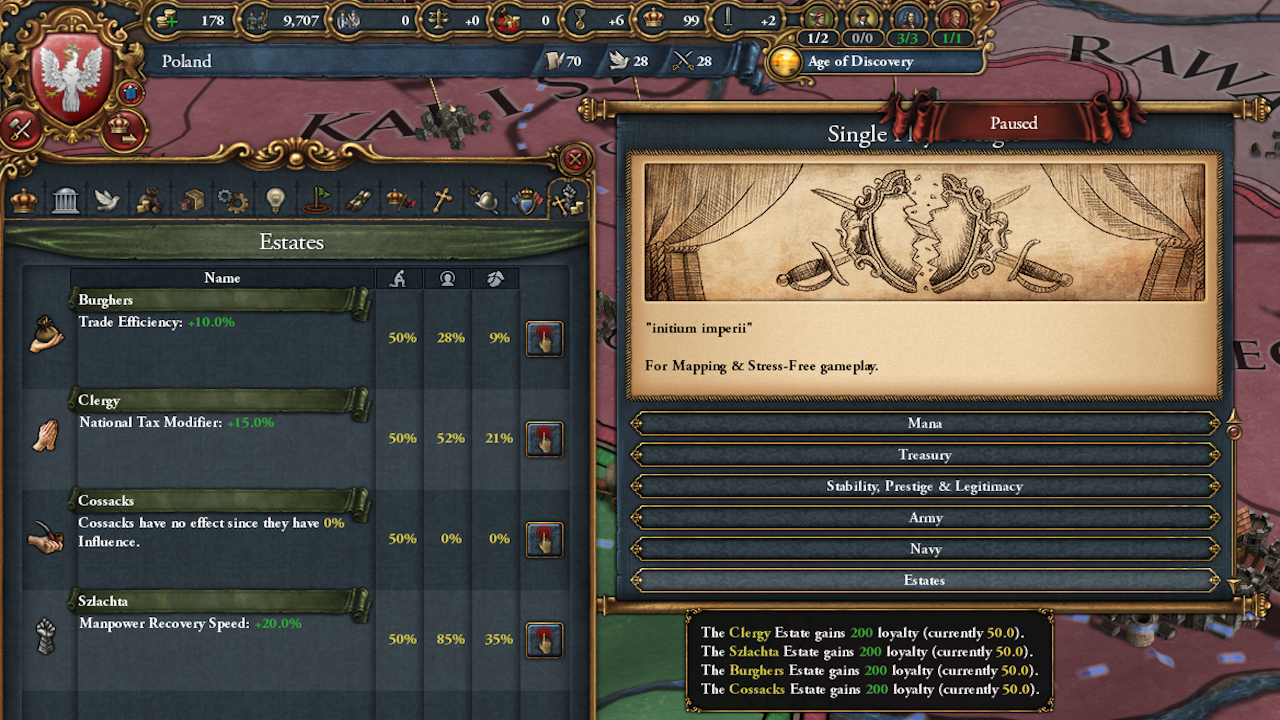 178 9,707 0 +0 0 +6 99 +2
1/2 0/0 3/3 1/1
Poland 70 28 28
Age of Discovery
Paused
Single
Estates
Name
Burghers
Trade Efficiency: +10.0%
50% 28% 9%
Clergy
National Tax Modifier: +15.0%
50% 52% 21%
Cossacks
Cossacks have no effect since they have 0%
Influence.
50% 0% 0%
Szlachta
Manpower Recovery Speed: +20.0%
50% 85% 35%
"initium imperii"
For Mapping & Stress-Free gameplay.
Mana
Treasury
Stability, Prestige & Legitimacy
Army
Navy
Estates
The Clergy Estate gains 200 loyalty (currently 50.0).
The Szlachta Estate gains 200 loyalty (currently 50.0).
The Burghers Estate gains 200 loyalty (currently 50.0).
The Cossacks Estate gains 200 loyalty (currently 50.0).
KALIS
RAWA